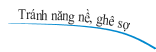 Tránh nặng nề, ghê sợ